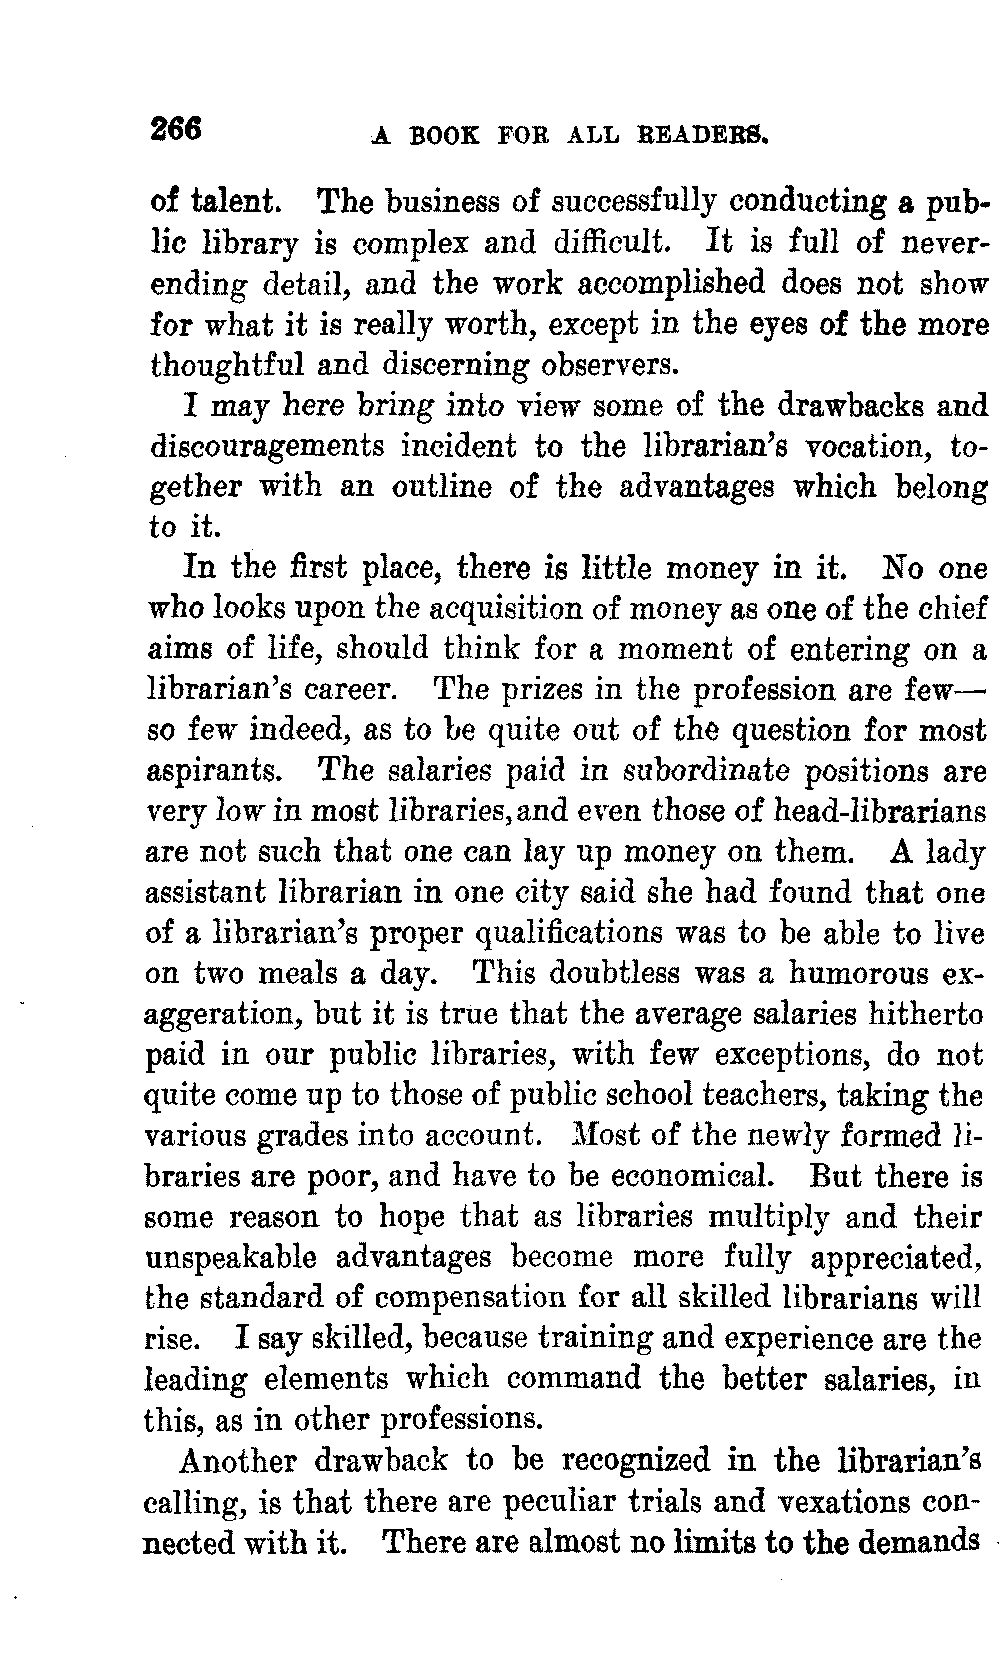 266 A BOOK FOR ALL READERS.
of talent. The business of successfully conducting a pub-
lic library is complex and difficult. It is full of never-
ending detail, and the work accomplished does not show
for what it is really worth, except in the eyes of the more
thoughtful and discerning observers.
I may here bring into view some of the drawbacks and
discouragements incident to the librarian's vocation, to-
gether with an outline of the advantages which belong
to it.
In the first place, there is little money in it. No one
who looks upon the acquisition of money as one of the chief
aims of life, should think for a moment of entering on a
librarian's career. The prizes in the profession are few—
so few indeed, as to be quite out of the question for most
aspirants. The salaries paid in subordinate positions are
very low in most libraries, and even those of head-librarians
are not such that one can lay up money on them. A lady
assistant librarian in one city said she had found that one
of a librarian's proper qualifications was to be able to live
on two meals a day. This doubtless was a humorous ex-
aggeration, but it is true that the average salaries hitherto
paid in our public libraries, with few exceptions, do not
quite come up to those of public school teachers, taking the
various grades into account. Most of the newly formed li-
braries are poor, and have to be economical. But there is
some reason to hope that as libraries multiply and their
unspeakable advantages become more fully appreciated,
the standard of compensation for all skilled librarians will
rise. I say skilled, because training and experience are the
leading elements which command the better salaries, in
this, as in other professions.
Another drawback to be recognized in the librarian's
calling, is that there are peculiar trials and vexations con-
nected with it. There are almost no limits to the demands